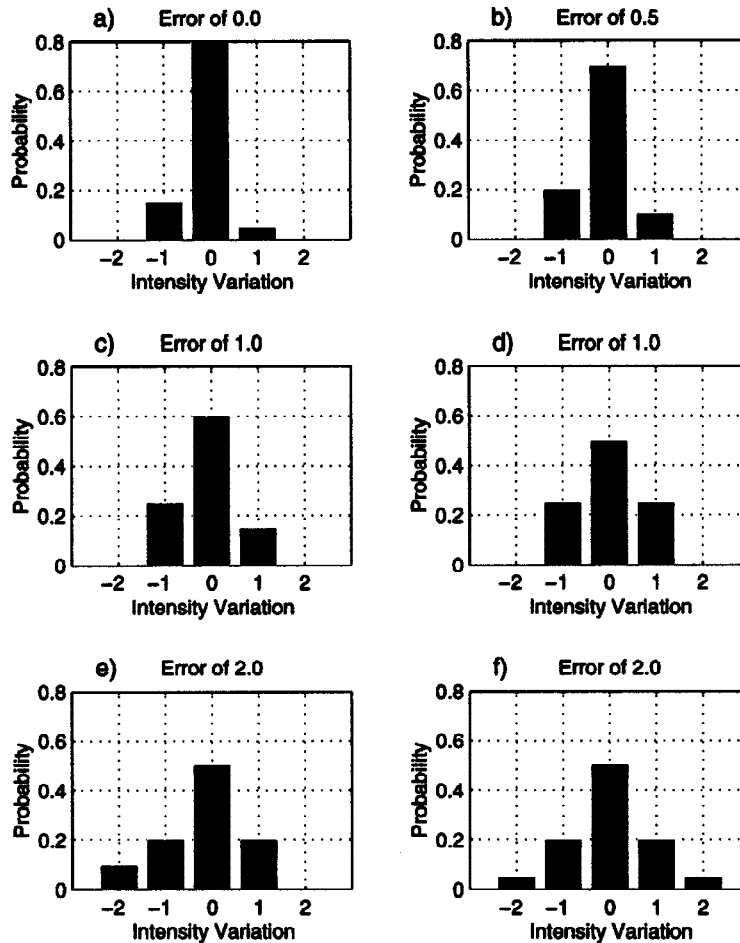 a) Error of 0.0
Probability
0.8
0.6
0.4
0.2
0
−2 −1 0 1 2
Intensity Variation
b) Error of 0.5
Probability
0.8
0.6
0.4
0.2
0
−2 −1 0 1 2
Intensity Variation
c) Error of 1.0
Probability
0.8
0.6
0.4
0.2
0
−2 −1 0 1 2
Intensity Variation
d) Error of 1.0
Probability
0.8
0.6
0.4
0.2
0
−2 −1 0 1 2
Intensity Variation
e) Error of 2.0
Probability
0.8
0.6
0.4
0.2
0
−2 −1 0 1 2
Intensity Variation
f) Error of 2.0
Probability
0.8
0.6
0.4
0.2
0
−2 −1 0 1 2
Intensity Variation